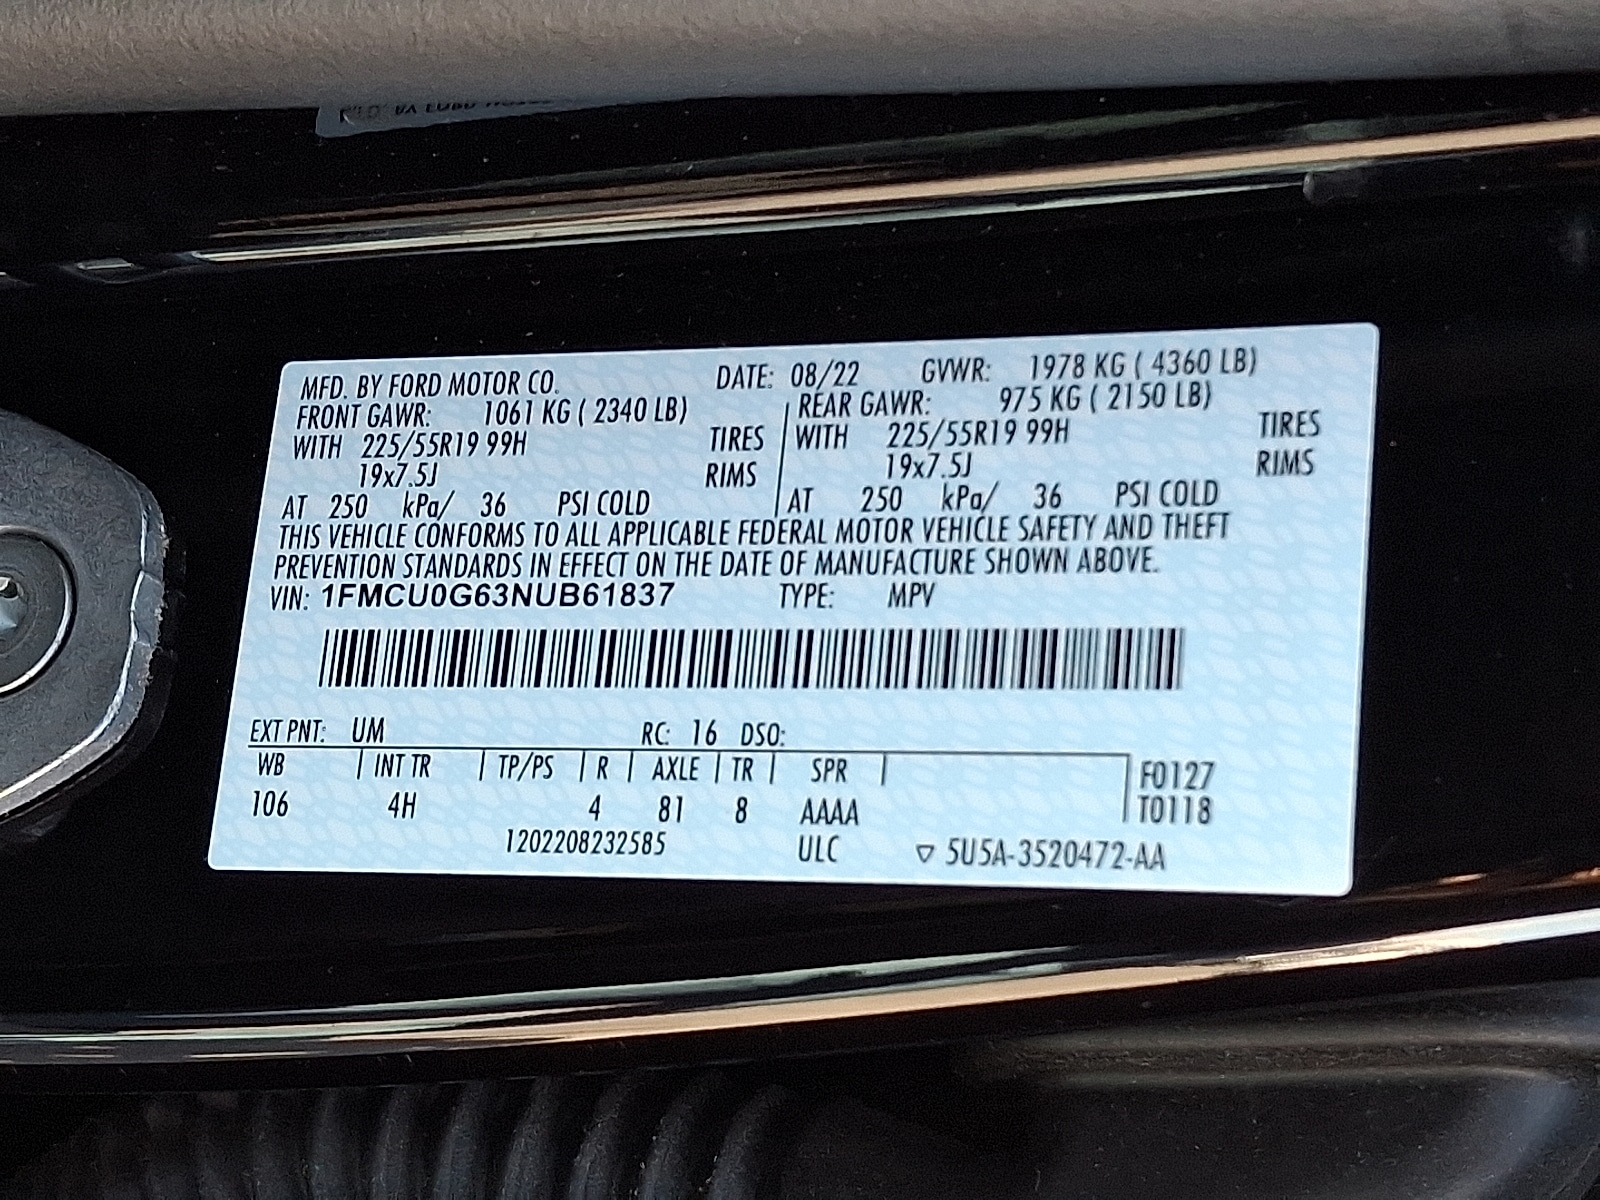 MFD. BY FORD MOTOR CO. DATE: 08/22 GVWR: 1978 KG ( 4360 LB)
FRONT GAWR: 1061 KG ( 2340 LB) REAR GAWR: 975 KG ( 2150 LB)
WITH 225/55R19 99H TIRES WITH 225/55R19 99H TIRES
19x7.5J RIMS 19x7.5J RIMS
AT 250 kPa/ 36 PSI COLD AT 250 kPa/ 36 PSI COLD
THIS VEHICLE CONFORMS TO ALL APPLICABLE FEDERAL MOTOR VEHICLE SAFETY AND THEFT
PREVENTION STANDARDS IN EFFECT ON THE DATE OF MANUFACTURE SHOWN ABOVE.
VIN: 1FMCU0G63NUB61837 TYPE: MPV
EXT PNT: UM RC: 16 DSO:
WB INT TR TP/PS R AXLE TR SPR F0127
106 4H 4 81 8 AAAA T0118
1202208232585 ULC ▽ 5U5A-3520472-AA